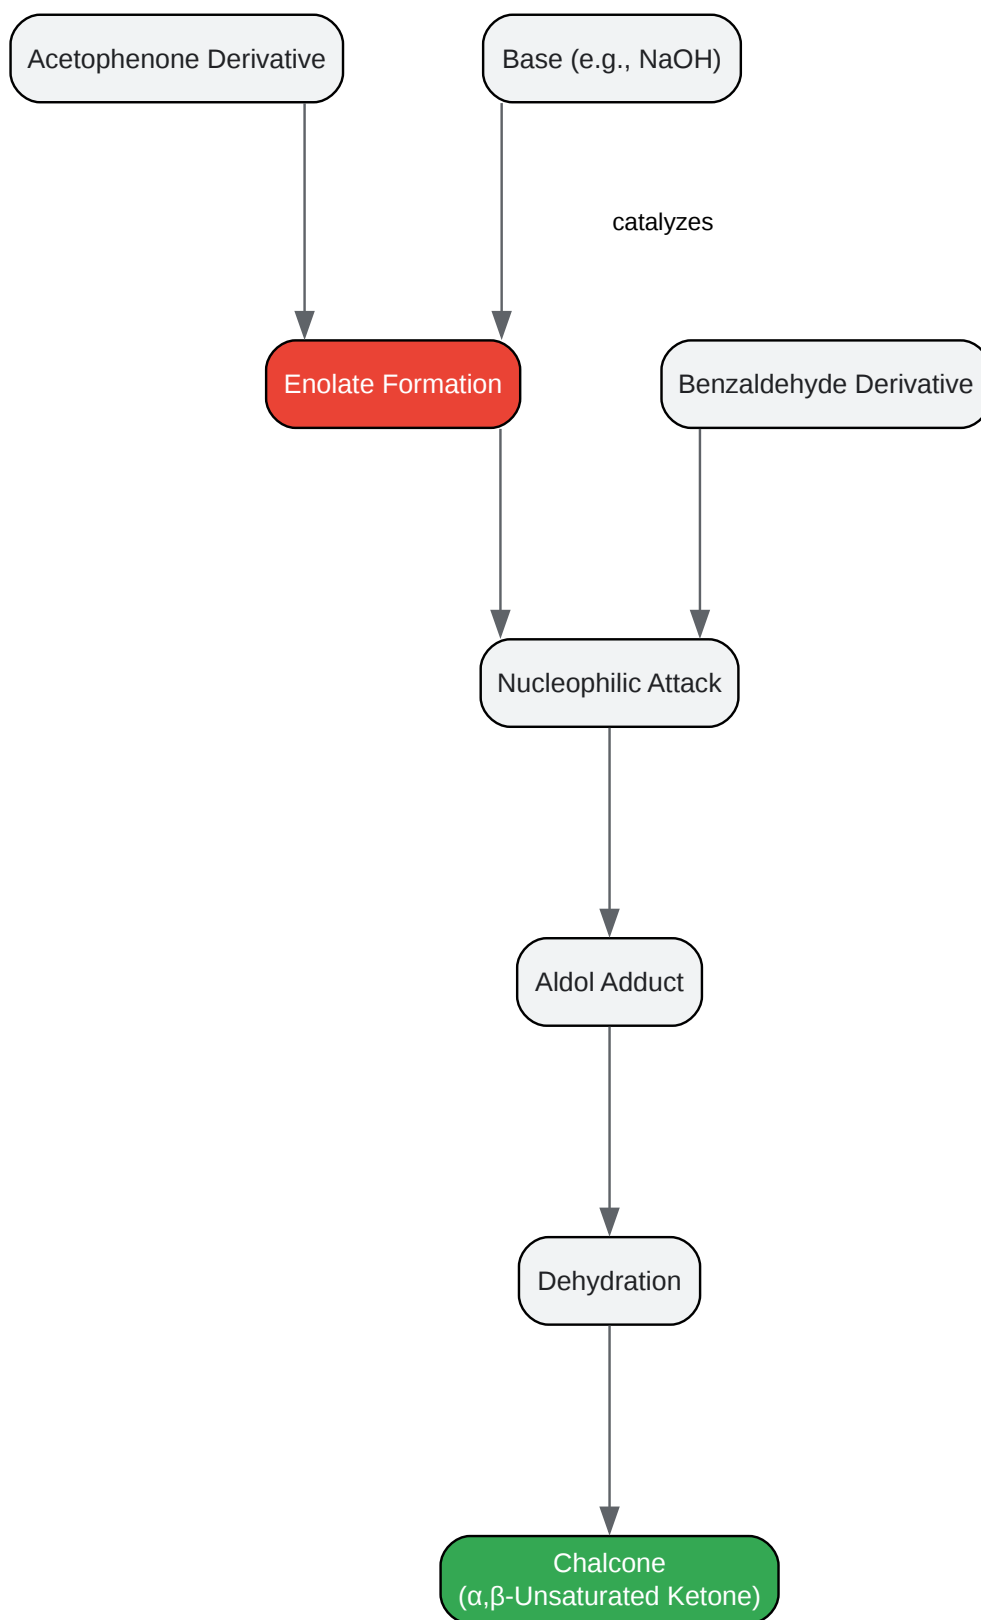 Acetophenone Derivative
Base (e.g., NaOH)
catalyzes
Enolate Formation
Benzaldehyde Derivative
Nucleophilic Attack
Aldol Adduct
Dehydration
Chalcone
(α,β-Unsaturated Ketone)